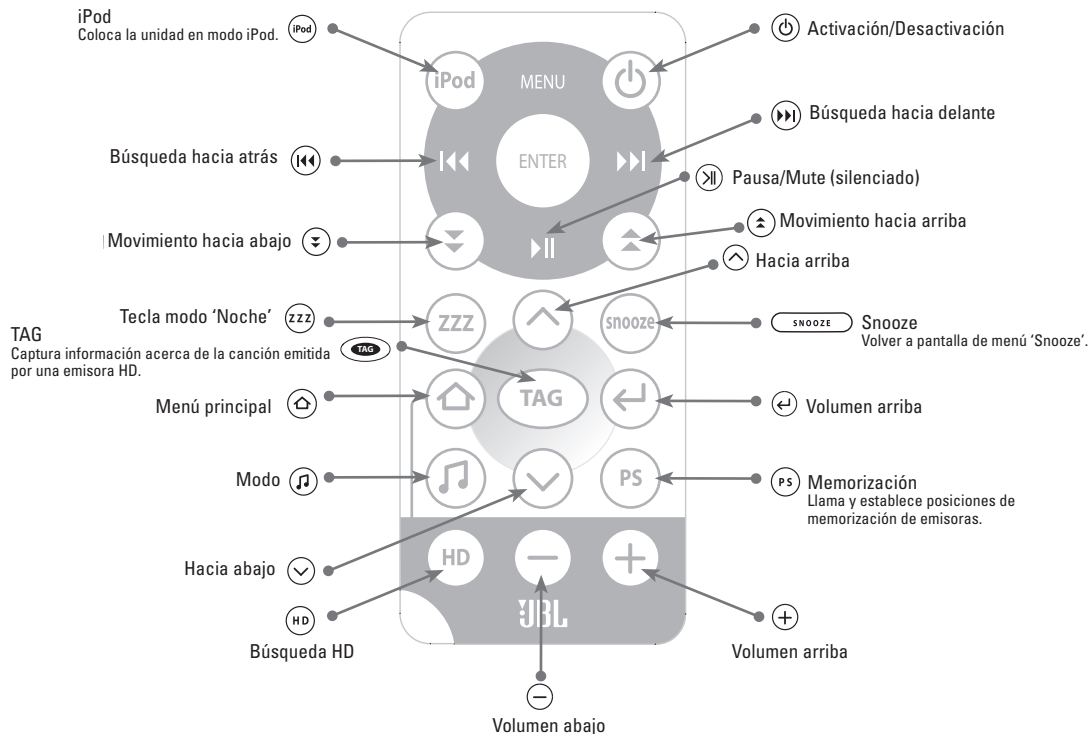 iPod
Coloca la unidad en modo iPod.
iPod
Activación/Desactivación
iPod
MENU
Búsqueda hacia delante
Búsqueda hacia atrás
ENTER
Pausa/Mute (silenciado)
Movimiento hacia abajo
Movimiento hacia arriba
Hacia arriba
Tecla modo 'Noche'
zzz
zzz
snooze
SNOOZE
Snooze
Volver a pantalla de menú 'Snooze'.
TAG
Captura información acerca de la canción emitida
por una emisora HD.
TAG
TAG
Menú principal
Volumen arriba
Modo
PS
PS
Memorización
Llama y establece posiciones de
memorización de emisoras.
Hacia abajo
HD
HD
Búsqueda HD
JBL
Volumen arriba
Volumen abajo